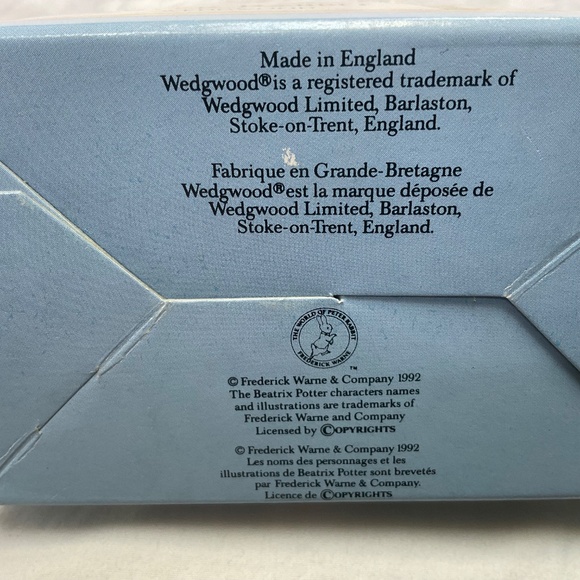 Made in England
Wedgwood® is a registered trademark of
Wedgwood Limited, Barlaston,
Stoke-on-Trent, England.
Fabrique en Grande-Bretagne
Wedgwood® est la marque déposée de
Wedgwood Limited, Barlaston,
Stoke-on-Trent, England.
THE WORLD OF PETER RABBIT
FREDERICK WARNE
™
© Frederick Warne & Company 1992
The Beatrix Potter characters names
and illustrations are trademarks of
Frederick Warne and Company
Licensed by ©OPYRIGHTS
© Frederick Warne & Company 1992
Les noms des personnages et les
illustrations de Beatrix Potter sont brevetés
par Frederick Warne & Company.
Licence de ©OPYRIGHTS